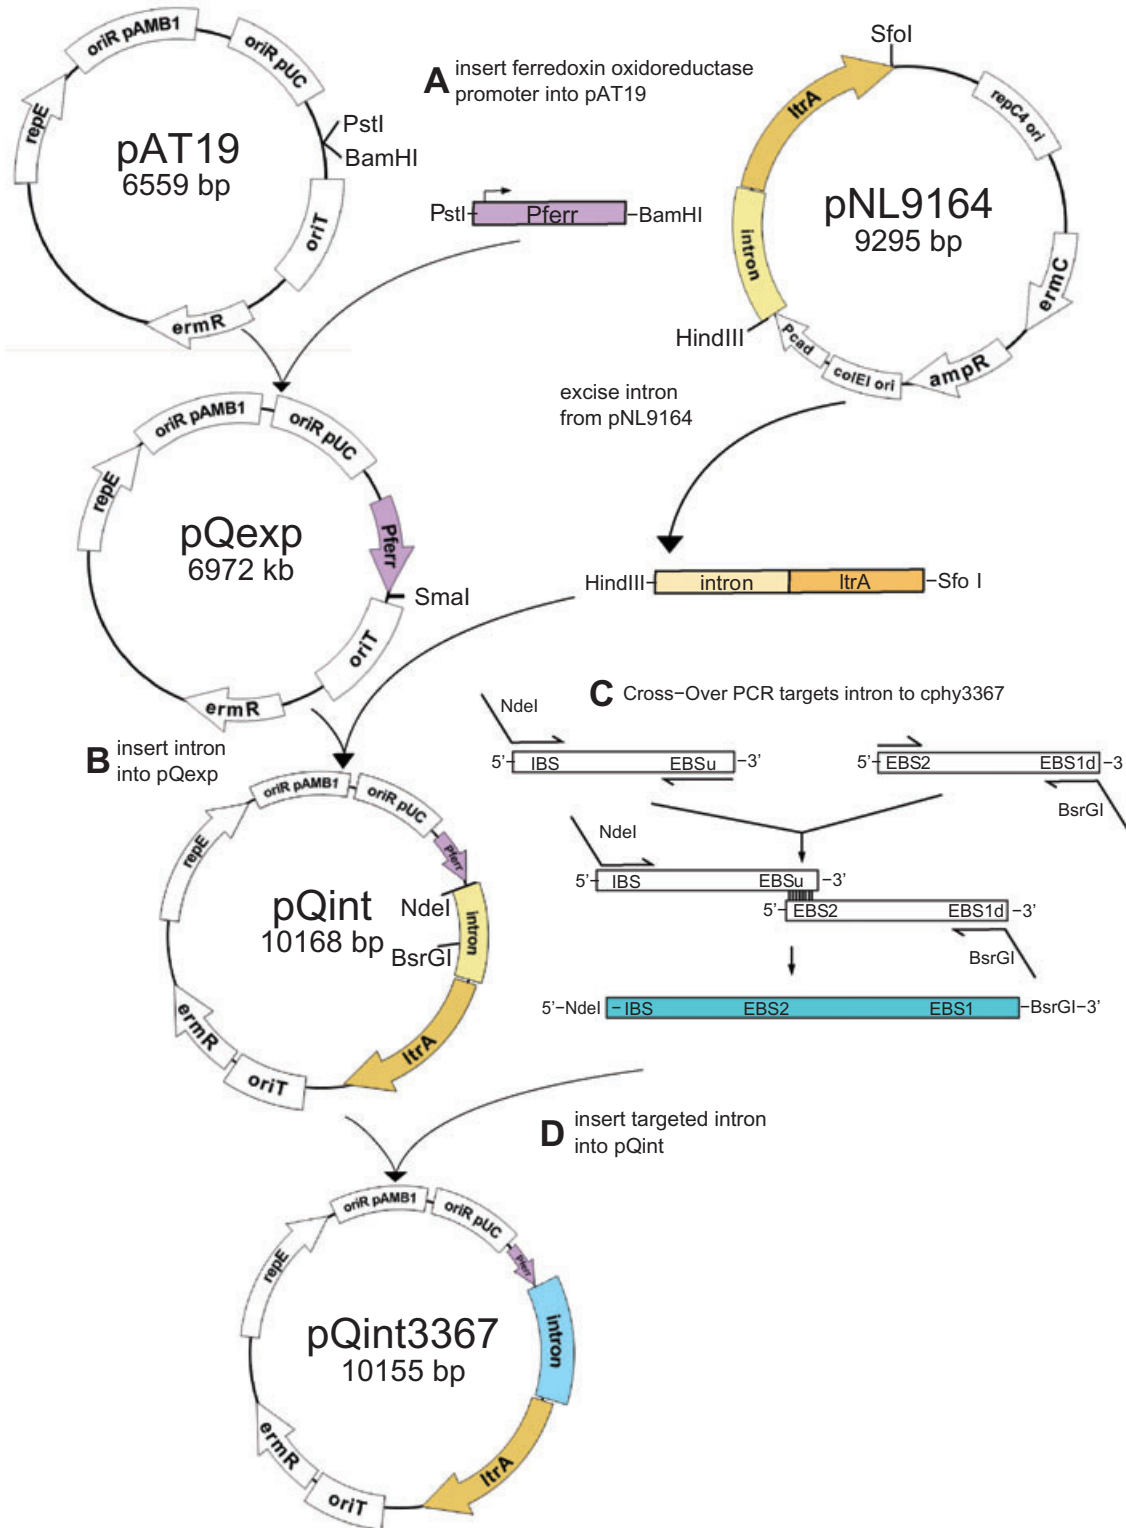 oriR pAMB1
oriR pUC
repE
pAT19
6559 bp
PstI
BamHI
oriT
ermR
A insert ferredoxin oxidoreductase
promoter into pAT19
PstI
Pferr
BamHI
SfoI
ltrA
repC4 ori
pNL9164
9295 bp
intron
ermC
HindIII
Pcad
colEI ori
ampR
excise intron
from pNL9164
oriR pAMB1
oriR pUC
repE
pQexp
6972 kb
Pferr
SmaI
oriT
ermR
HindIII
intron
ltrA
Sfo I
B insert intron
into pQexp
C Cross-Over PCR targets intron to cphy3367
NdeI
5'
IBS
EBSu
-3'
5'
EBS2
EBS1d
-3
BsrGI
NdeI
5'
IBS
EBSu
-3'
5'
EBS2
EBS1d
-3'
BsrGI
5'-NdeI
-IBS
EBS2
EBS1
-BsrGI-3'
oriR pAMB1
oriR pUC
repE
Pferr
pQint
10168 bp
NdeI
BsrGI
intron
ltrA
ermR
oriT
D insert targeted intron
into pQint
oriR pAMB1
oriR pUC
repE
Pferr
pQint3367
10155 bp
intron
ltrA
ermR
oriT